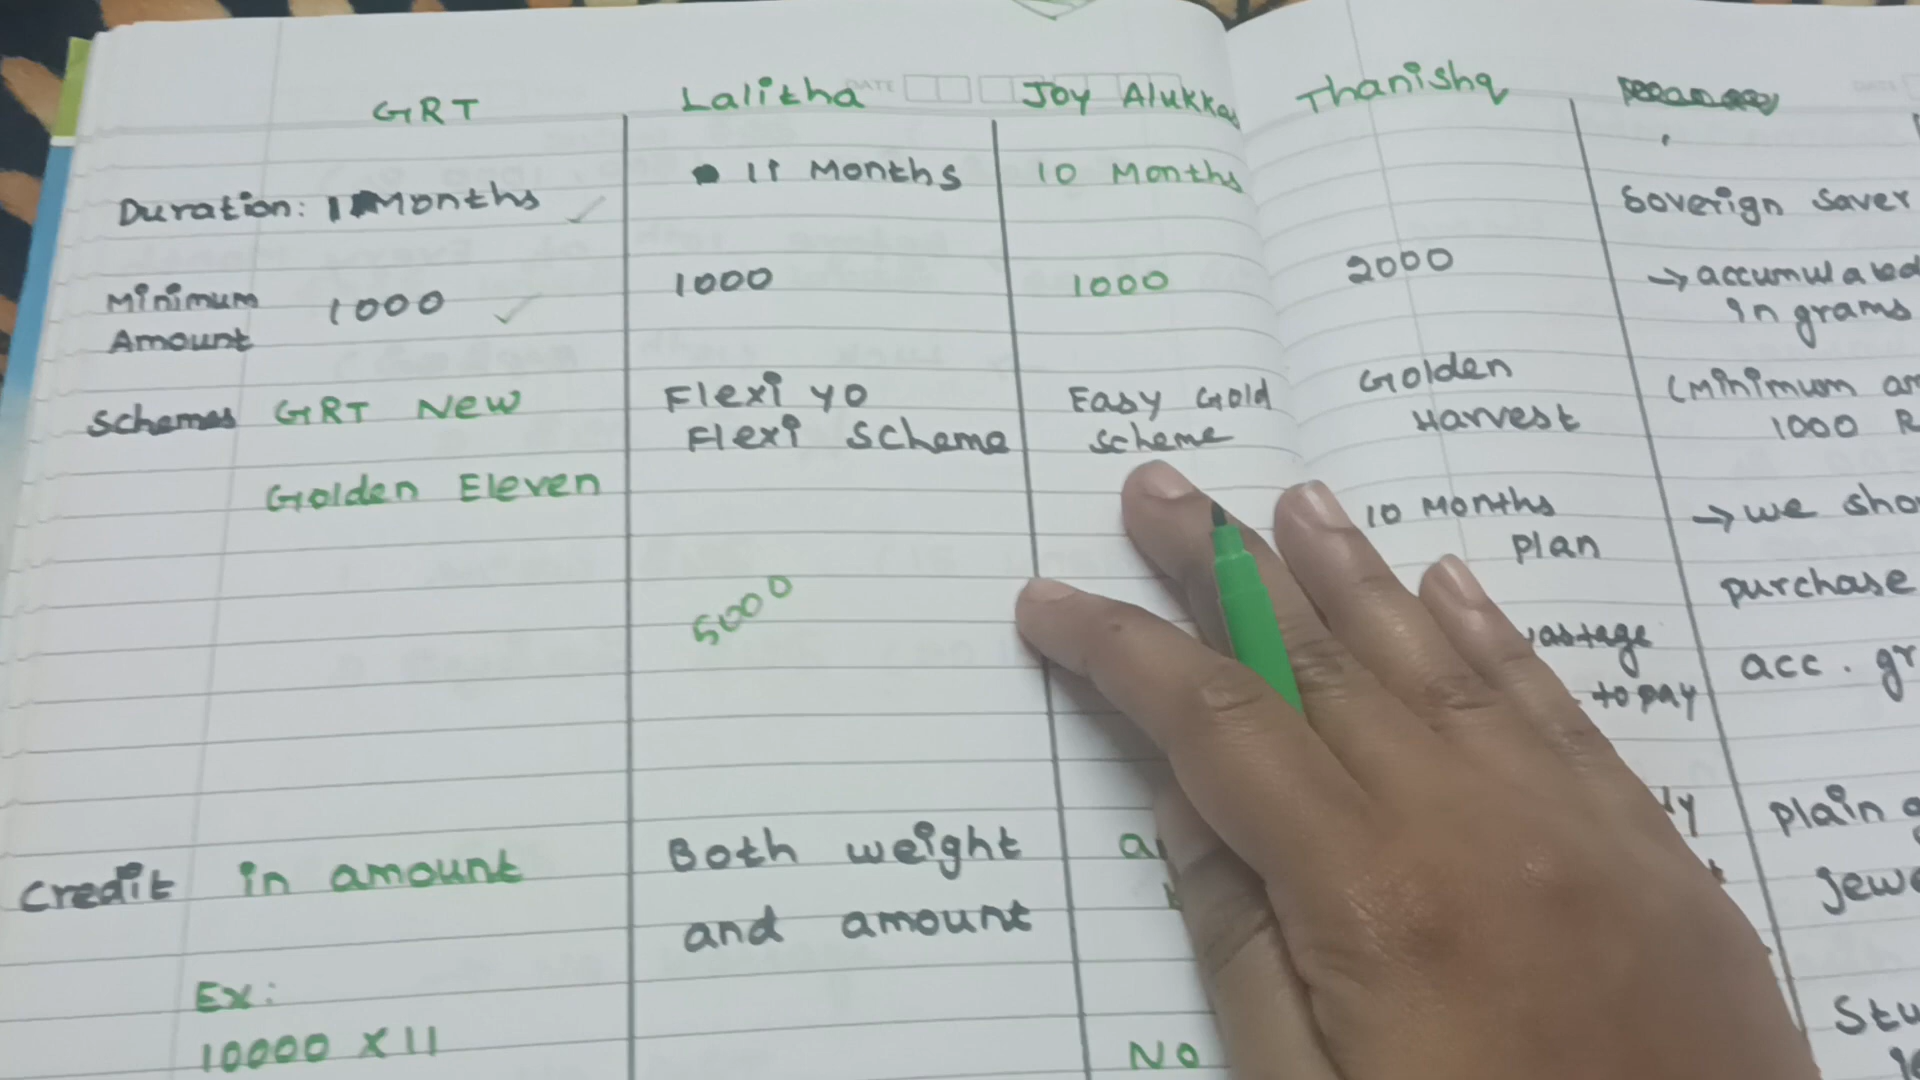 GRT Lalitha Joy Alukkas Thanishq
DATE
Duration: 11 Months 11 Months 10 Months
Soverign Saver
Minimum Amount 1000 1000 1000 2000
→ accumulated
in grams
Schemes GRT New Flexi yo Easy Gold Golden
Flexi Scheme Scheme Harvest
(Minimum
1000
Golden Eleven
10 Months
Plan
→ we
purchase
5000
wastage
acc.
to pay
Plain
Credit in amount Both weight
and amount
Ex:
10000 X 11
NO